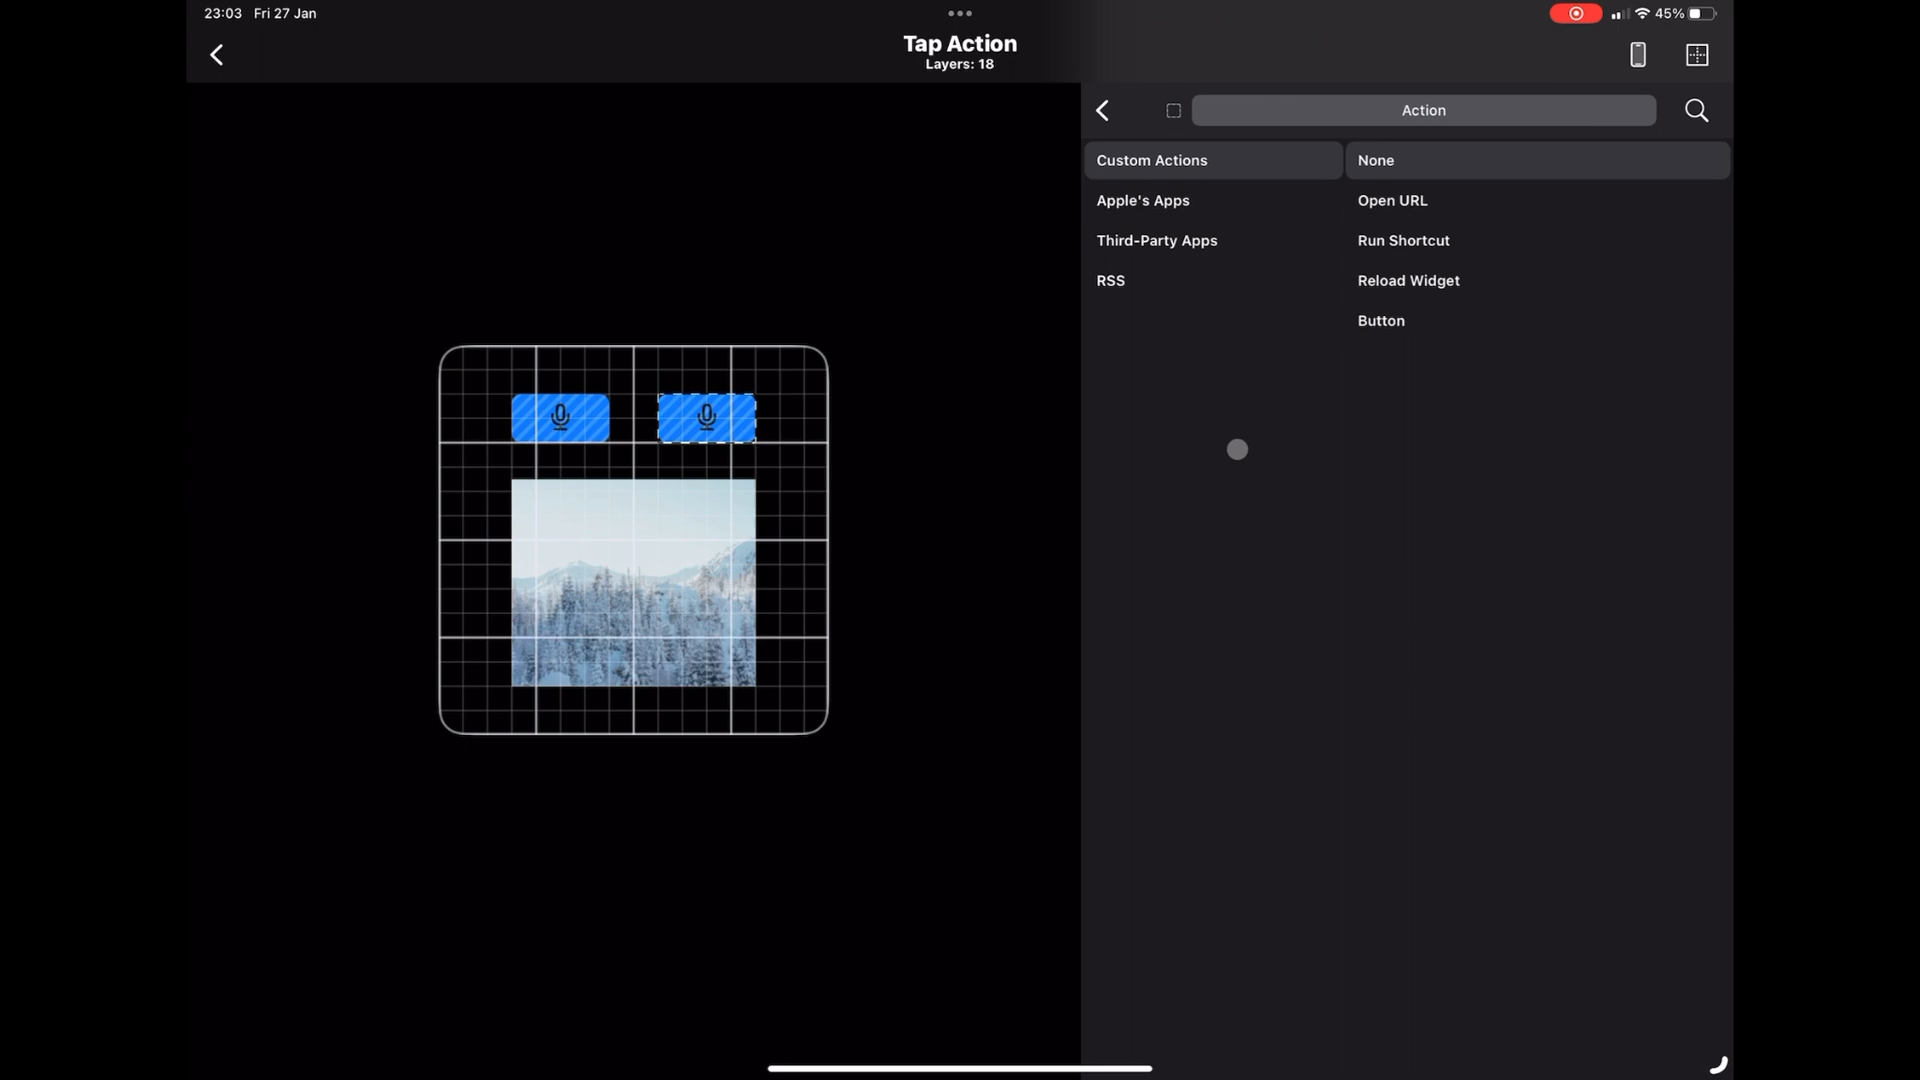 23:03 Fri 27 Jan
45%
Tap Action
Layers: 18
Action
Custom Actions
None
Apple's Apps
Open URL
Third-Party Apps
Run Shortcut
RSS
Reload Widget
Button